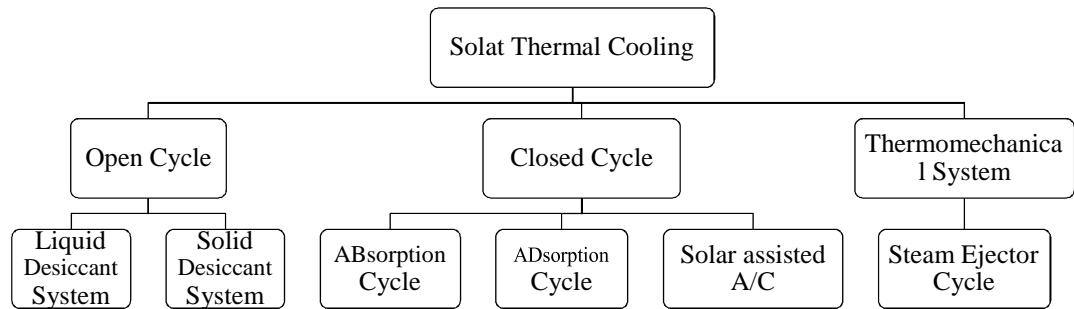 Solat Thermal Cooling
Open Cycle
Closed Cycle
Thermomechanica
l System
Liquid
Desiccant
System
Solid
Desiccant
System
ABsorption
Cycle
ADsorption
Cycle
Solar assisted
A/C
Steam Ejector
Cycle